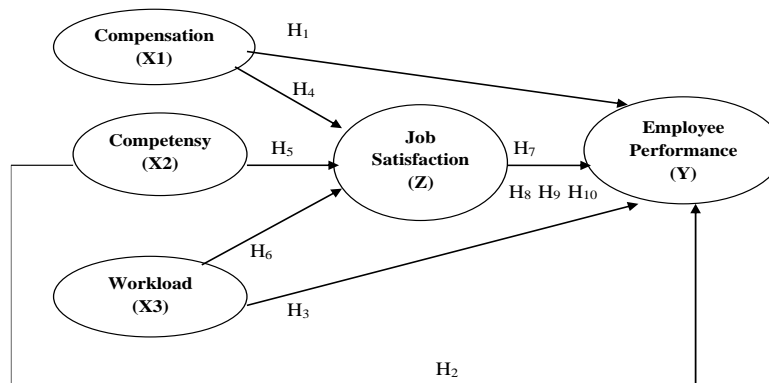 Compensation
(X1)
H1
H4
Competensy
(X2)
H5
Job
Satisfaction
(Z)
H7
H8 H9 H10
Employee
Performance
(Y)
H6
Workload
(X3)
H3
H2